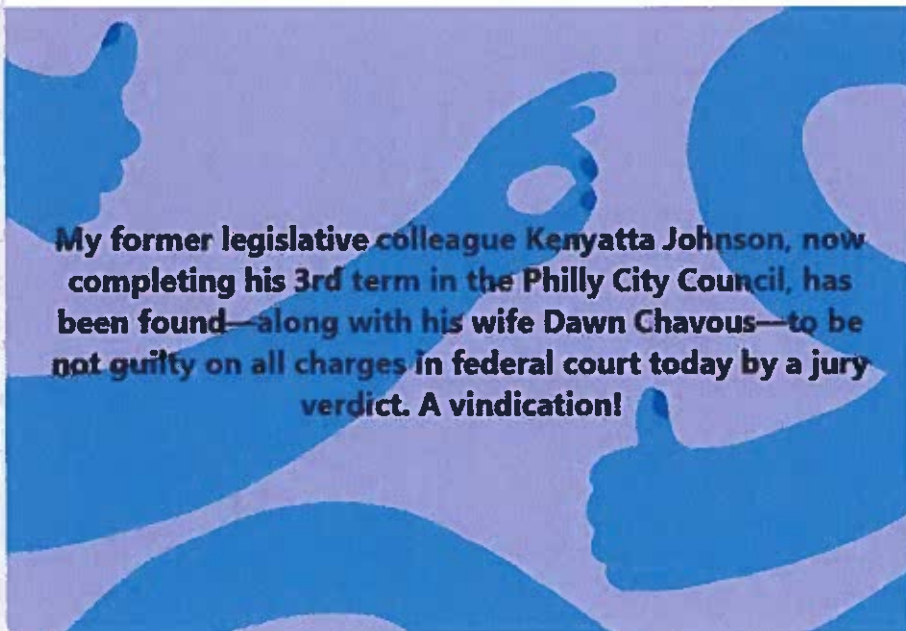 My former legislative colleague Kenyatta Johnson, now
completing his 3rd term in the Philly City Council, has
been found—along with his wife Dawn Chavous—to be
not guilty on all charges in federal court today by a jury
verdict. A vindication!